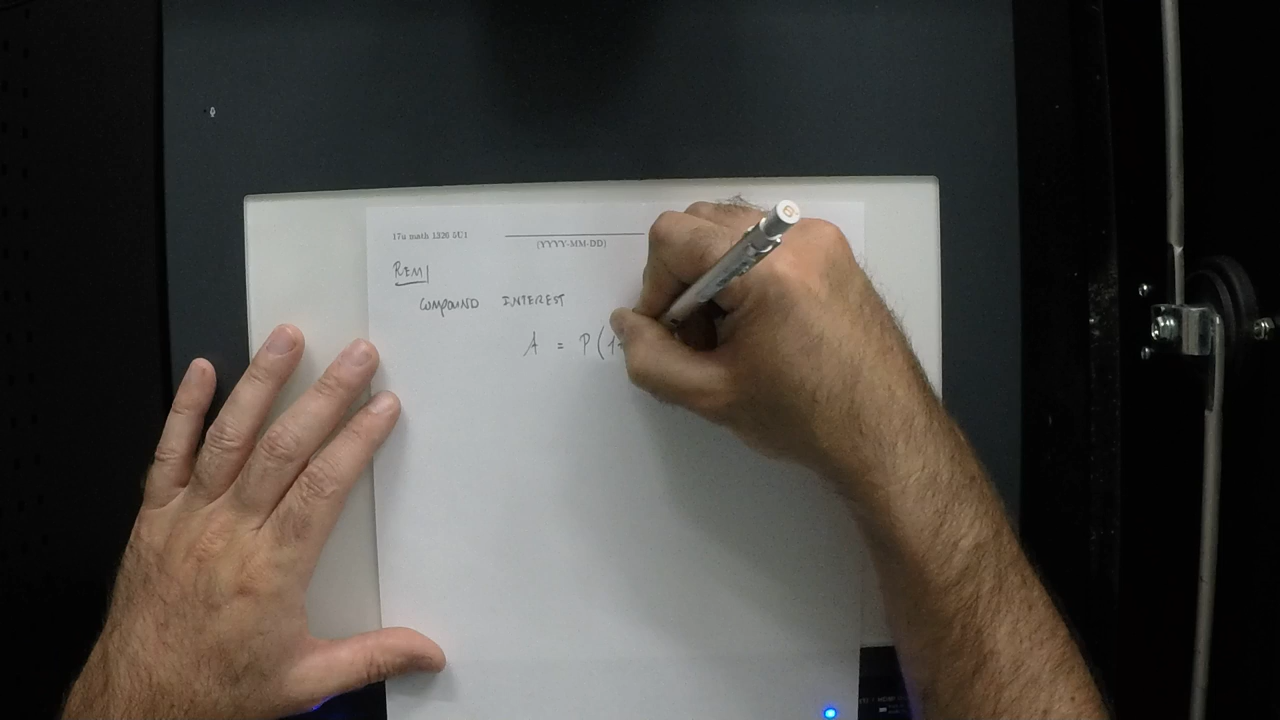 17u math 1326 5U1
(YYYY-MM-DD)
REM
COMPOUND INTEREST
A = P(1+